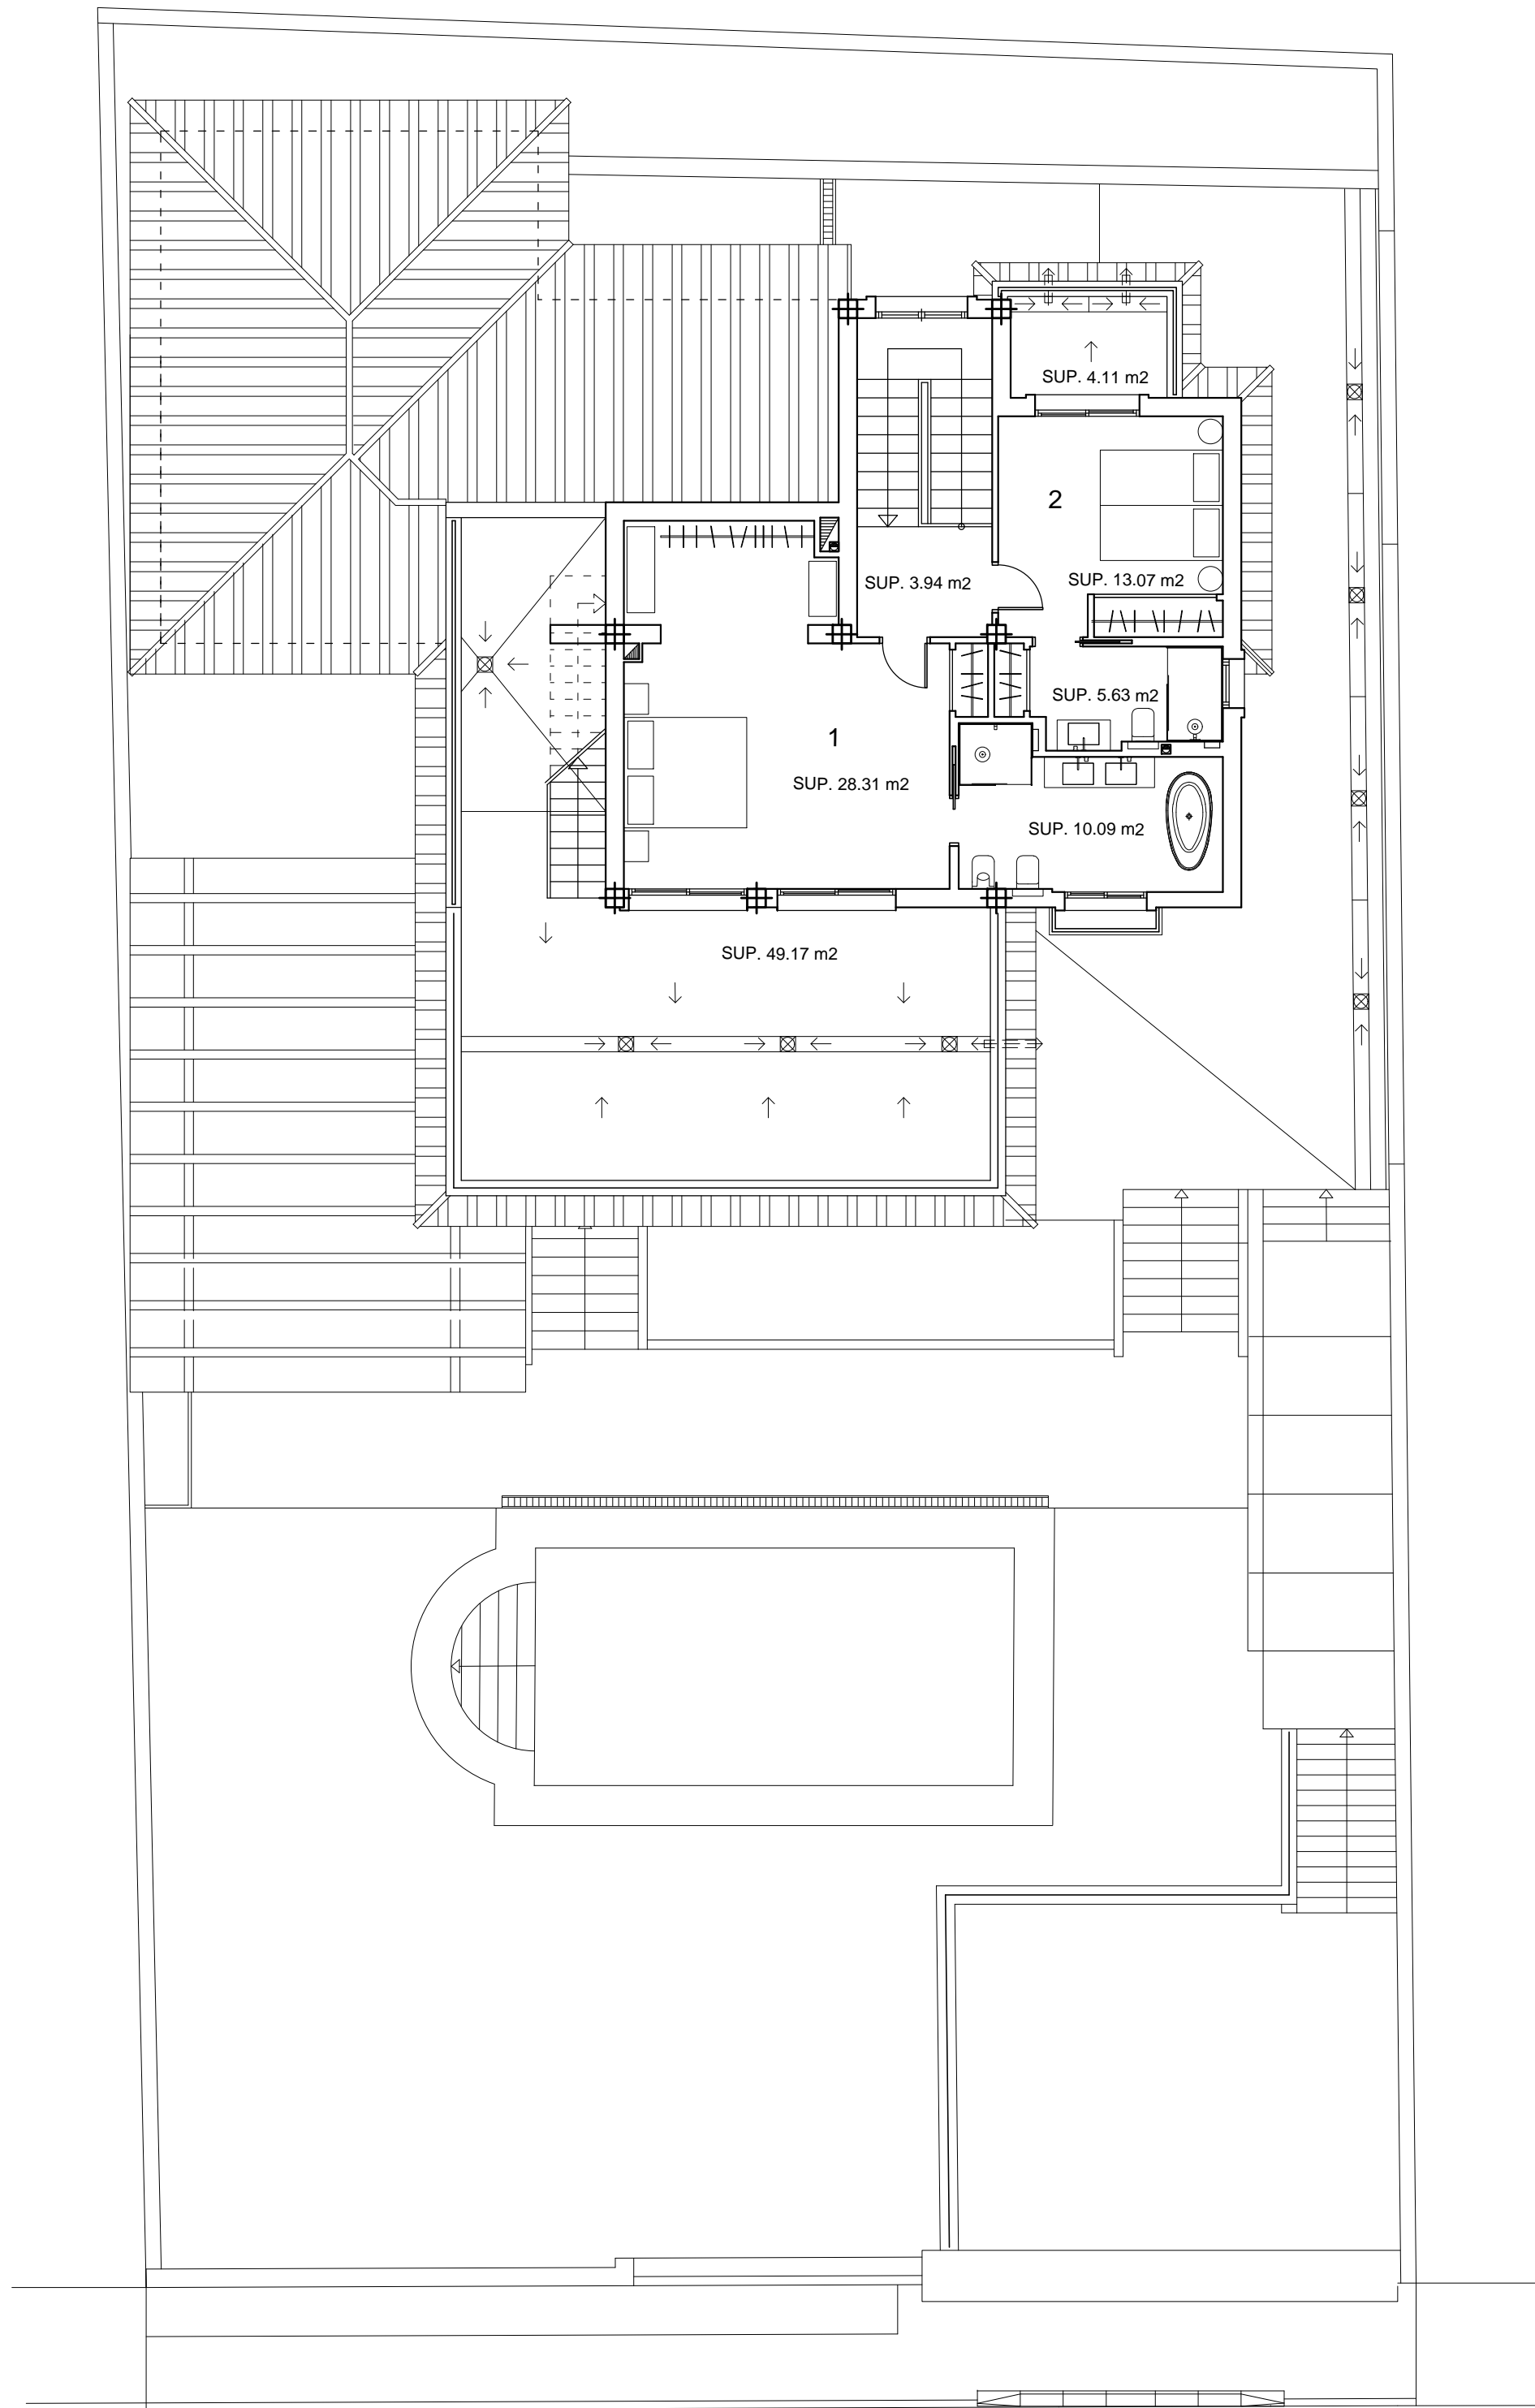 SUP. 4.11 m2
2
SUP. 3.94 m2
SUP. 13.07 m2
SUP. 5.63 m2
1
SUP. 28.31 m2
SUP. 10.09 m2
SUP. 49.17 m2